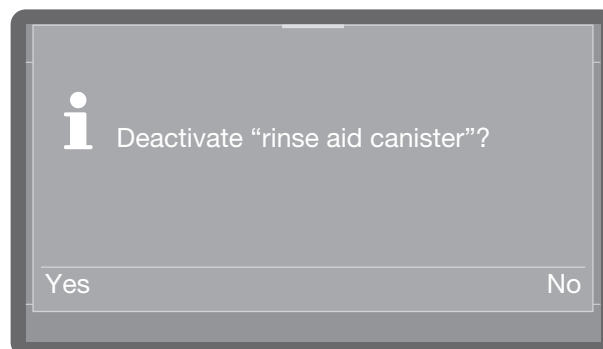 Deactivate “rinse aid canister”?
Yes No